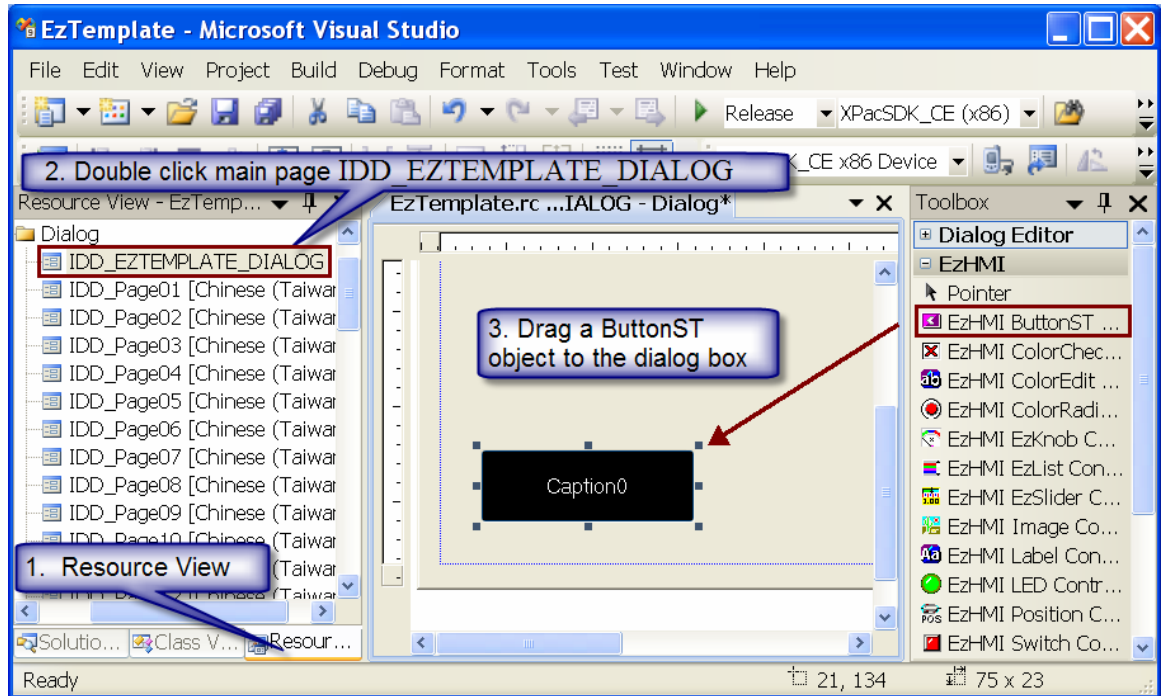 EzTemplate - Microsoft Visual Studio
File Edit View Project Build Debug Format Tools Test Window Help
Release XPacSDK_CE (x86)
2. Double click main page IDD_EZTEMPLATE_DIALOG
K_CE x86 Device
Resource View - EzTemp...
EzTemplate.rc ...IALOG - Dialog*
Toolbox
Dialog
IDD_EZTEMPLATE_DIALOG
IDD_Page01 [Chinese (Taiwar
IDD_Page02 [Chinese (Taiwar
IDD_Page03 [Chinese (Taiwar
IDD_Page04 [Chinese (Taiwar
IDD_Page05 [Chinese (Taiwar
IDD_Page06 [Chinese (Taiwar
IDD_Page07 [Chinese (Taiwar
IDD_Page08 [Chinese (Taiwar
IDD_Page09 [Chinese (Taiwar
IDD_Page10 [Chinese (Taiwar
(Taiwar
[Chinese (Taiwar
1. Resource View
Solutio... Class V... Resour...
3. Drag a ButtonST
object to the dialog box
Caption0
Dialog Editor
EzHMI
Pointer
EzHMI ButtonST ...
EzHMI ColorChec...
EzHMI ColorEdit ...
EzHMI ColorRadi...
EzHMI EzKnob C...
EzHMI EzList Con...
EzHMI EzSlider C...
EzHMI Image Co...
EzHMI Label Con...
EzHMI LED Contr...
EzHMI Position C...
EzHMI Switch Co...
Ready
21, 134
75 x 23